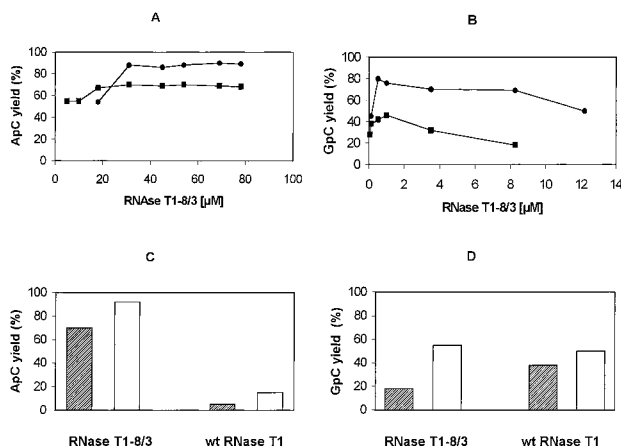 A
ApC yield (%)
100
80
60
40
20
0
0 20 40 60 80 100
RNAse T1-8/3 [µM]
B
GpC yield (%)
100
80
60
40
20
0
0 2 4 6 8 10 12 14
RNase T1-8/3 [µM]
C
ApC yield (%)
100
80
60
40
20
0
RNase T1-8/3 wt RNase T1
D
GpC yield (%)
100
80
60
40
20
0
RNase T1-8/3 wt RNase T1